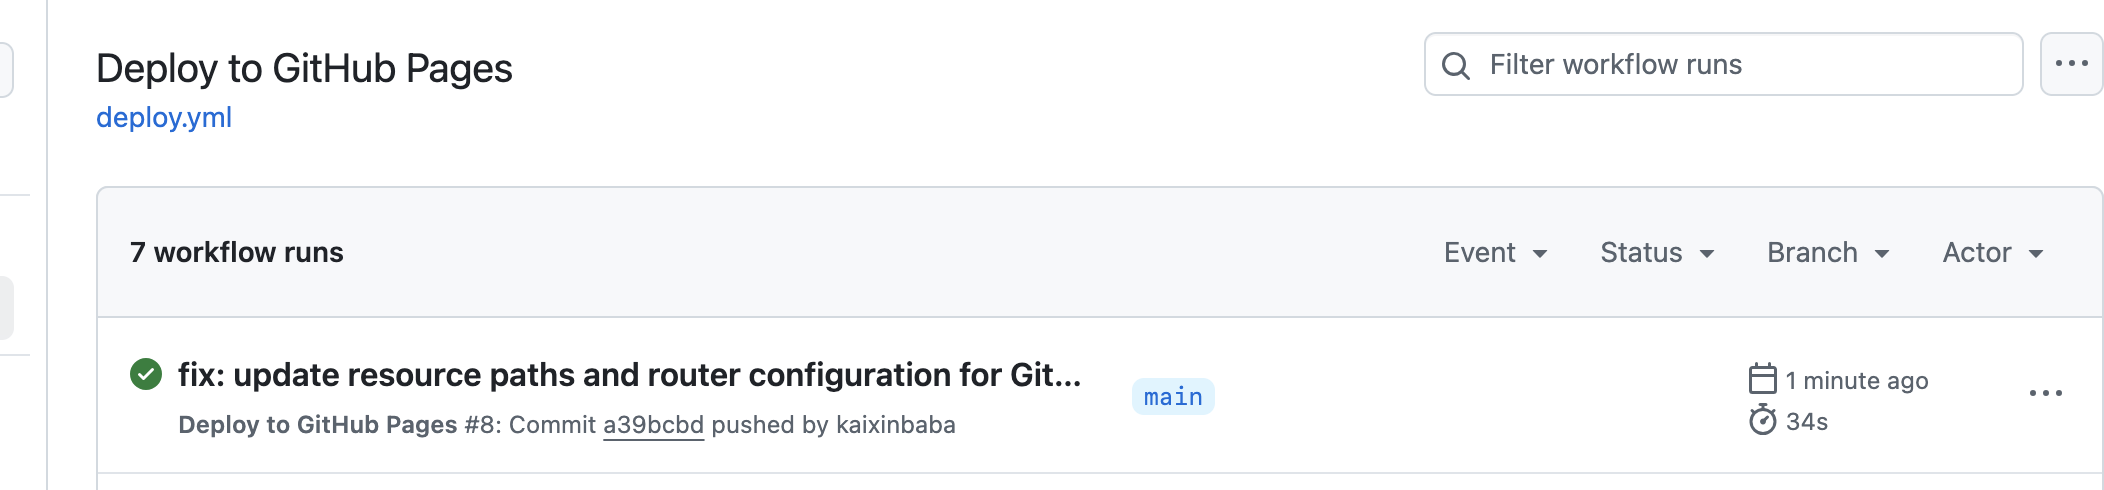 Deploy to GitHub Pages
deploy.yml
Filter workflow runs
7 workflow runs
Event
Status
Branch
Actor
fix: update resource paths and router configuration for Git...
main
1 minute ago
Deploy to GitHub Pages #8: Commit a39bcbd pushed by kaixinbaba
34s